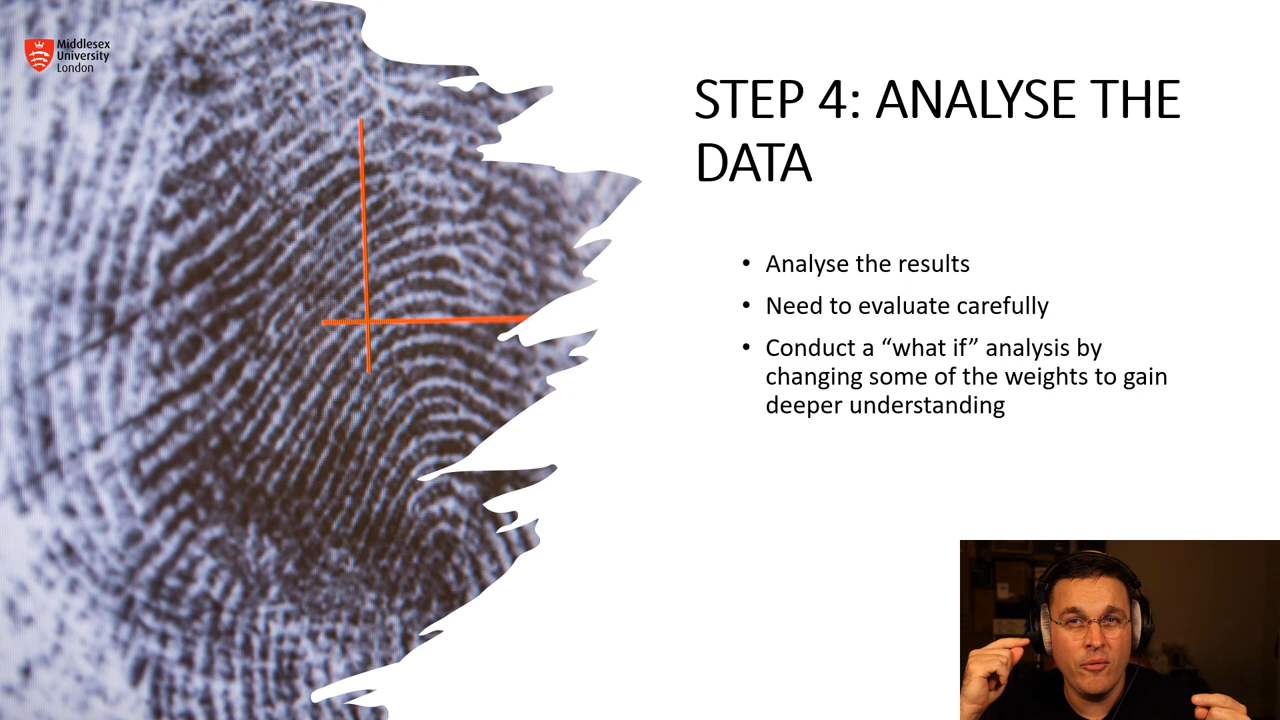 Middlesex
University
London
STEP 4: ANALYSE THE
DATA
• Analyse the results
• Need to evaluate carefully
• Conduct a “what if” analysis by
changing some of the weights to gain
deeper understanding